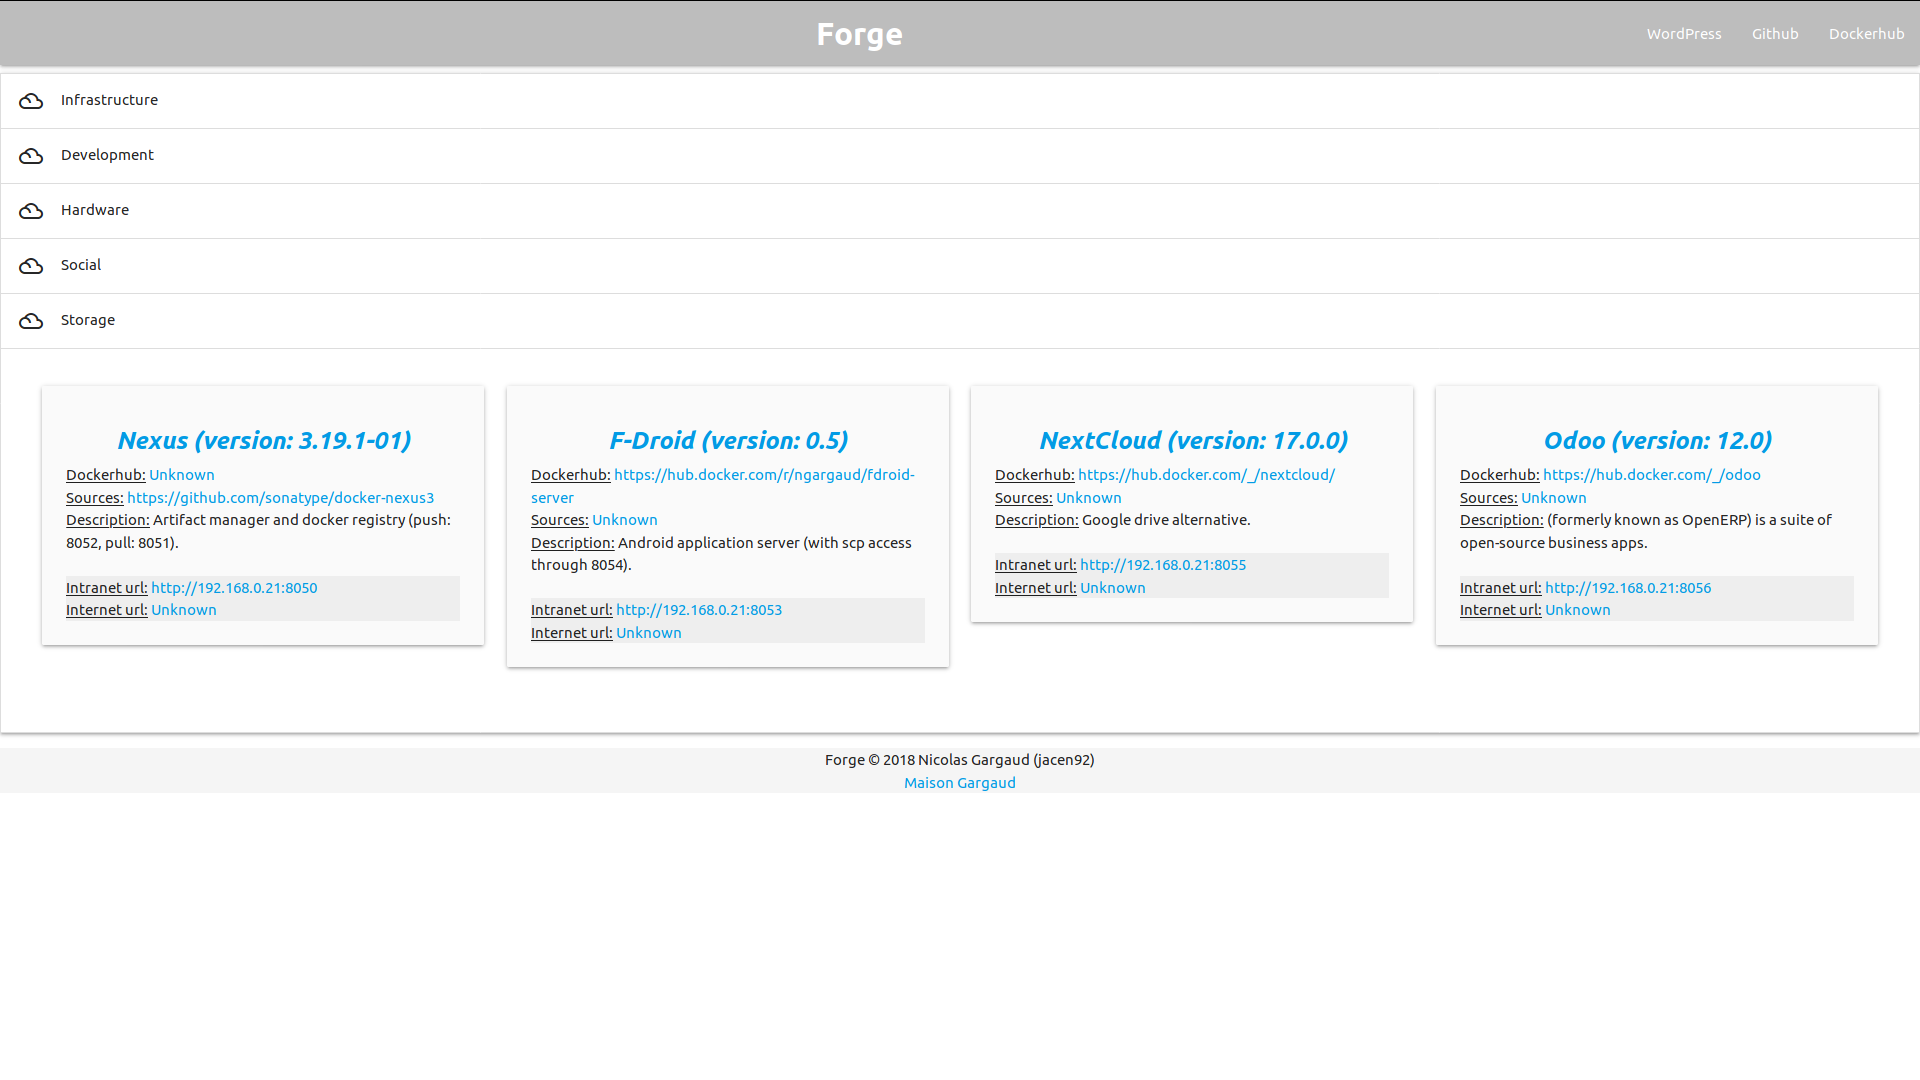 Forge
WordPress Github Dockerhub
Infrastructure
Development
Hardware
Social
Storage
Nexus (version: 3.19.1-01)
Dockerhub: Unknown
Sources: https://github.com/sonatype/docker-nexus3
Description: Artifact manager and docker registry (push:
8052, pull: 8051).
Intranet url: http://192.168.0.21:8050
Internet url: Unknown
F-Droid (version: 0.5)
Dockerhub: https://hub.docker.com/r/ngargaud/fdroid-
server
Sources: Unknown
Description: Android application server (with scp access
through 8054).
Intranet url: http://192.168.0.21:8053
Internet url: Unknown
NextCloud (version: 17.0.0)
Dockerhub: https://hub.docker.com/_/nextcloud/
Sources: Unknown
Description: Google drive alternative.
Intranet url: http://192.168.0.21:8055
Internet url: Unknown
Odoo (version: 12.0)
Dockerhub: https://hub.docker.com/_/odoo
Sources: Unknown
Description: (formerly known as OpenERP) is a suite of
open-source business apps.
Intranet url: http://192.168.0.21:8056
Internet url: Unknown
Forge © 2018 Nicolas Gargaud (jacen92)
Maison Gargaud